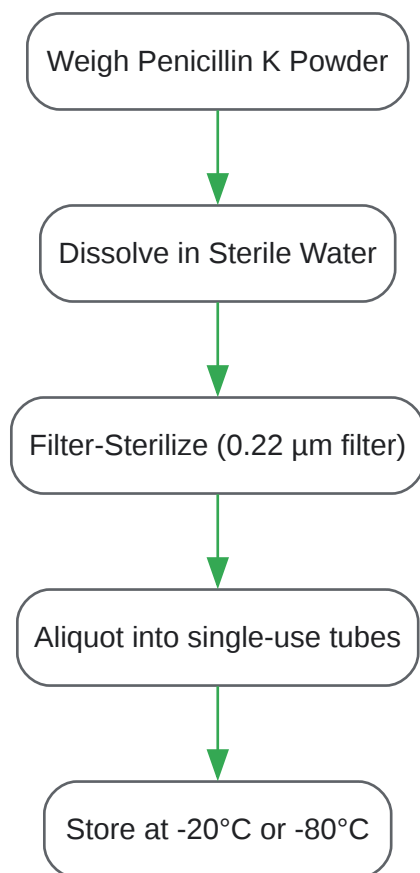 Weigh Penicillin K Powder
Dissolve in Sterile Water
Filter-Sterilize (0.22 µm filter)
Aliquot into single-use tubes
Store at -20°C or -80°C